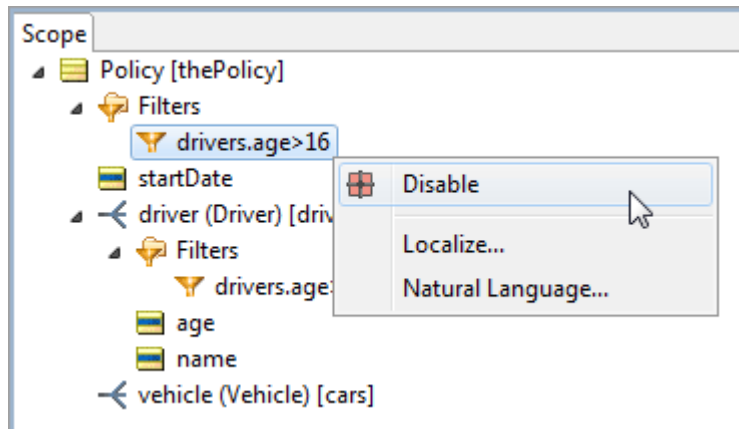 Scope
Policy [thePolicy]
Filters
drivers.age>16
startDate
Disable
driver (Driver) [driv
Localize...
Filters
Natural Language...
drivers.age
age
name
vehicle (Vehicle) [cars]